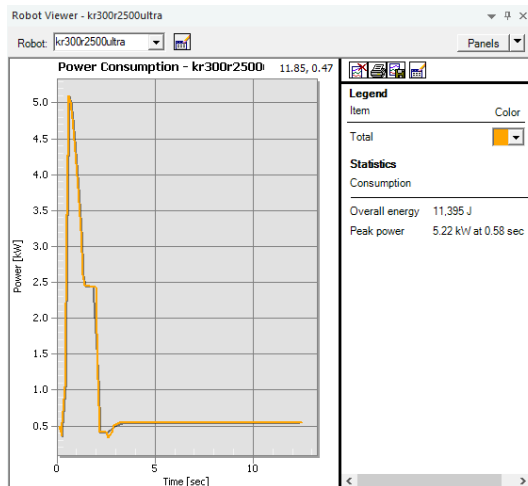 Robot Viewer - kr300r2500ultra
Robot: kr300r2500ultra
Panels
Power Consumption - kr300r2500
11.85, 0.47
5.0
4.5
4.0
3.5
3.0
2.5
2.0
1.5
1.0
0.5
Power [kW]
0
5
10
Time [sec]
Legend
Item Color
Total
Statistics
Consumption
Overall energy 11,395 J
Peak power 5.22 kW at 0.58 sec